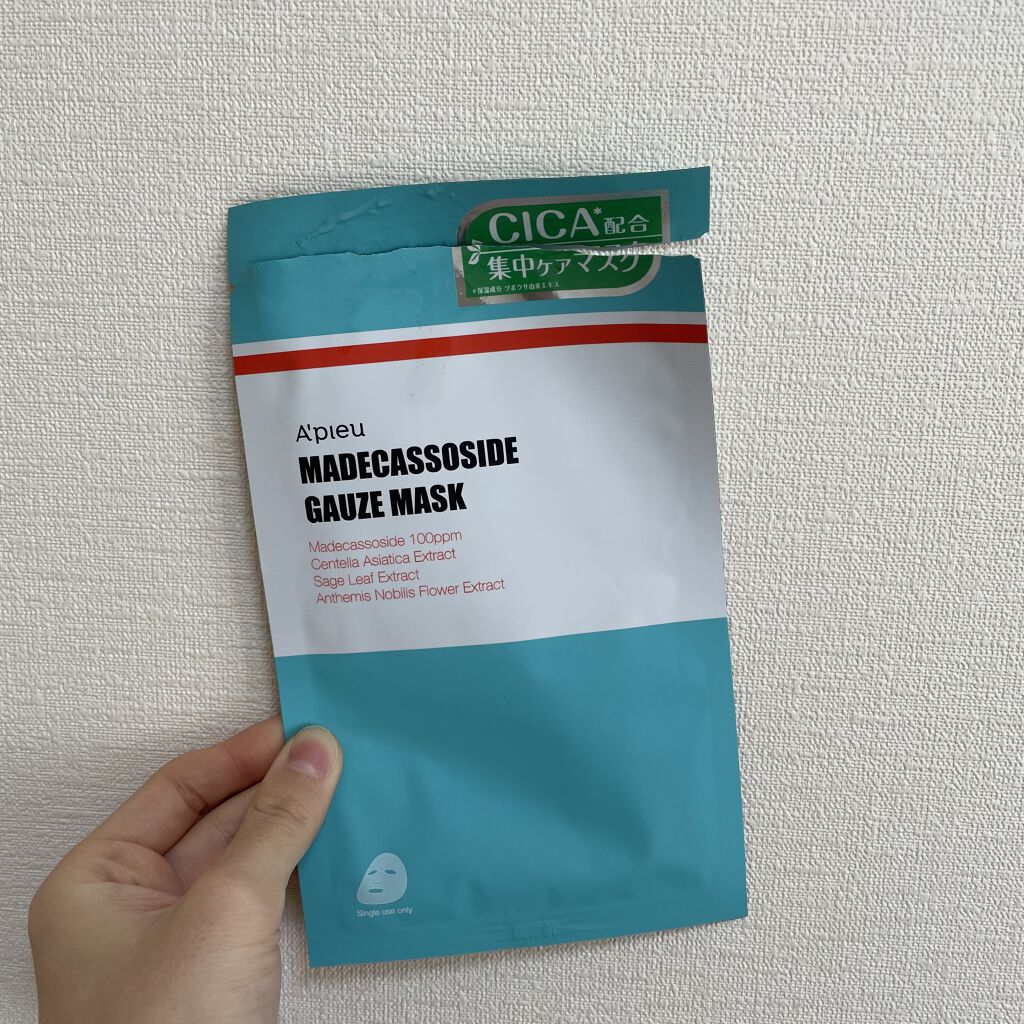 CICA*配合
集中ケアマスク
*保湿成分 ツボクサ由来エキス
A'pieu
MADECASSOSIDE
GAUZE MASK
Madecassoside 100ppm
Centella Asiatica Extract
Sage Leaf Extract
Anthemis Nobilis Flower Extract
Single use only